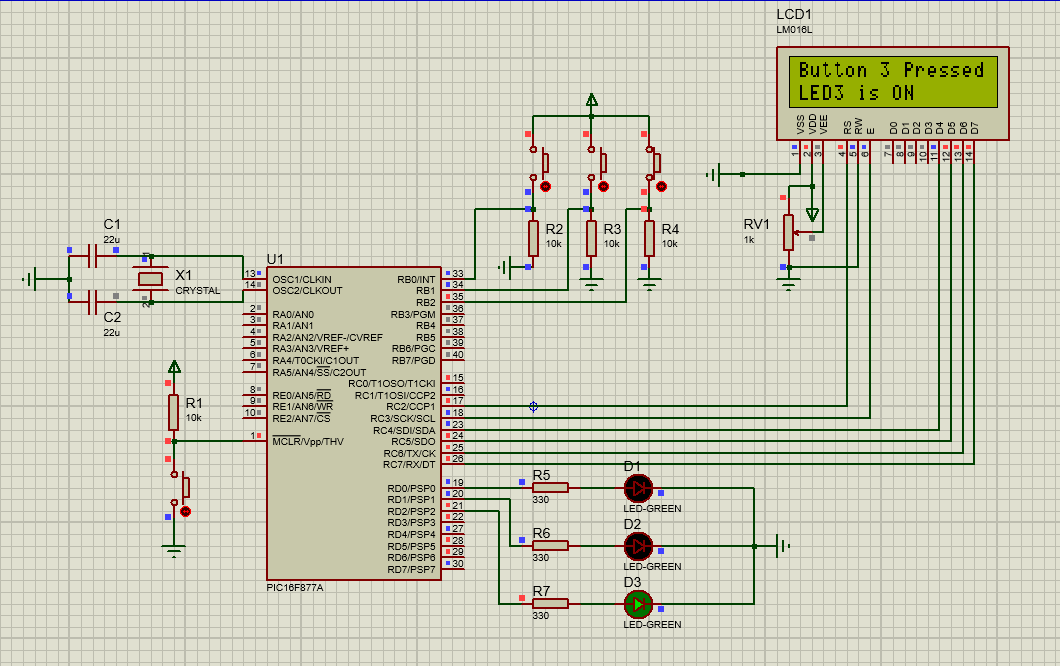 LCD1
LM016L
Button 3 Pressed
LED3 is ON
VSS VDD VEE RS RW E D0 D1 D2 D3 D4 D5 D6 D7
1 2 3 4 5 6 7 8 9 10 11 12 13 14
RV1
1k
R2
10k
R3
10k
R4
10k
C1
22u
X1
CRYSTAL
1
2
C2
22u
R1
10k
U1
13 OSC1/CLKIN
14 OSC2/CLKOUT
2 RA0/AN0
3 RA1/AN1
4 RA2/AN2/VREF-/CVREF
5 RA3/AN3/VREF+
6 RA4/T0CKI/C1OUT
7 RA5/AN4/SS/C2OUT
8 RE0/AN5/RD
9 RE1/AN6/WR
10 RE2/AN7/CS
1 MCLR/Vpp/THV
RB0/INT 33
RB1 34
RB2 35
RB3/PGM 36
RB4 37
RB5 38
RB6/PGC 39
RB7/PGD 40
RC0/T1OSO/T1CKI 15
RC1/T1OSI/CCP2 16
RC2/CCP1 17
RC3/SCK/SCL 18
RC4/SDI/SDA 23
RC5/SDO 24
RC6/TX/CK 25
RC7/RX/DT 26
RD0/PSP0 19
RD1/PSP1 20
RD2/PSP2 21
RD3/PSP3 22
RD4/PSP4 27
RD5/PSP5 28
RD6/PSP6 29
RD7/PSP7 30
PIC16F877A
R5
330
D1
LED-GREEN
R6
330
D2
LED-GREEN
R7
330
D3
LED-GREEN